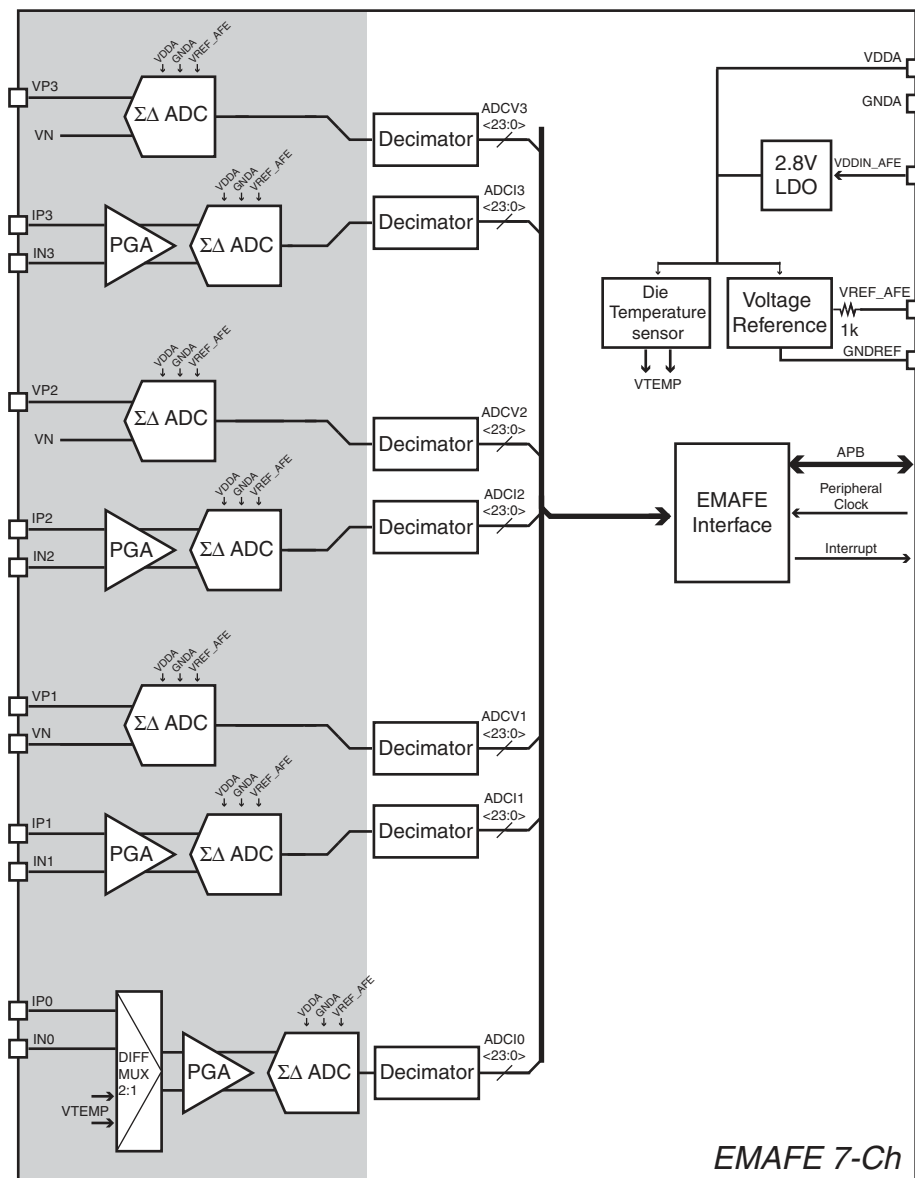 VDDA
GNDA
VREF_AFE
VP3
ΣΔ ADC
VN
ADCV3
<23:0>
Decimator
VDDA
GNDA
VREF_AFE
IP3
IN3
PGA
ΣΔ ADC
ADCI3
<23:0>
Decimator
VDDA
GNDA
2.8V
LDO
VDDIN_AFE
Die
Temperature
sensor
VTEMP
Voltage
Reference
VREF_AFE
1k
GNDREF
VDDA
GNDA
VREF_AFE
VP2
ΣΔ ADC
VN
ADCV2
<23:0>
Decimator
VDDA
GNDA
VREF_AFE
IP2
IN2
PGA
ΣΔ ADC
ADCI2
<23:0>
Decimator
EMAFE
Interface
APB
Peripheral
Clock
Interrupt
VDDA
GNDA
VREF_AFE
VP1
ΣΔ ADC
VN
ADCV1
<23:0>
Decimator
VDDA
GNDA
VREF_AFE
IP1
IN1
PGA
ΣΔ ADC
ADCI1
<23:0>
Decimator
VDDA
GNDA
VREF_AFE
IP0
IN0
DIFF
MUX
2:1
VTEMP
PGA
ΣΔ ADC
Decimator
ADCI0
<23:0>
EMAFE 7-Ch